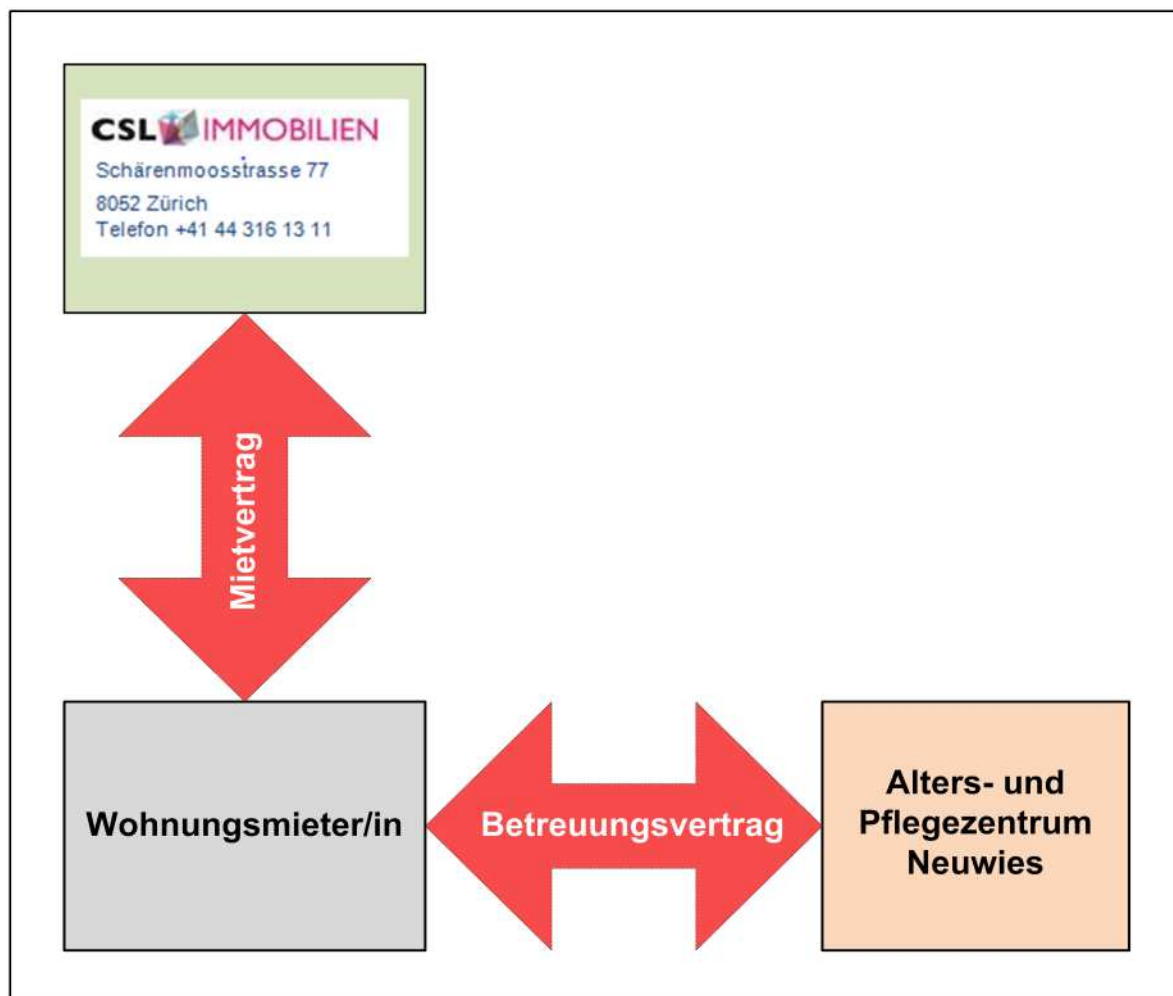 CSL IMMOBILIEN
Schärenmoosstrasse 77
8052 Zürich
Telefon +41 44 316 13 11
Mietvertrag
Wohnungsmieter/in
Betreuungsvertrag
Alters- und
Pflegezentrum
Neuwies